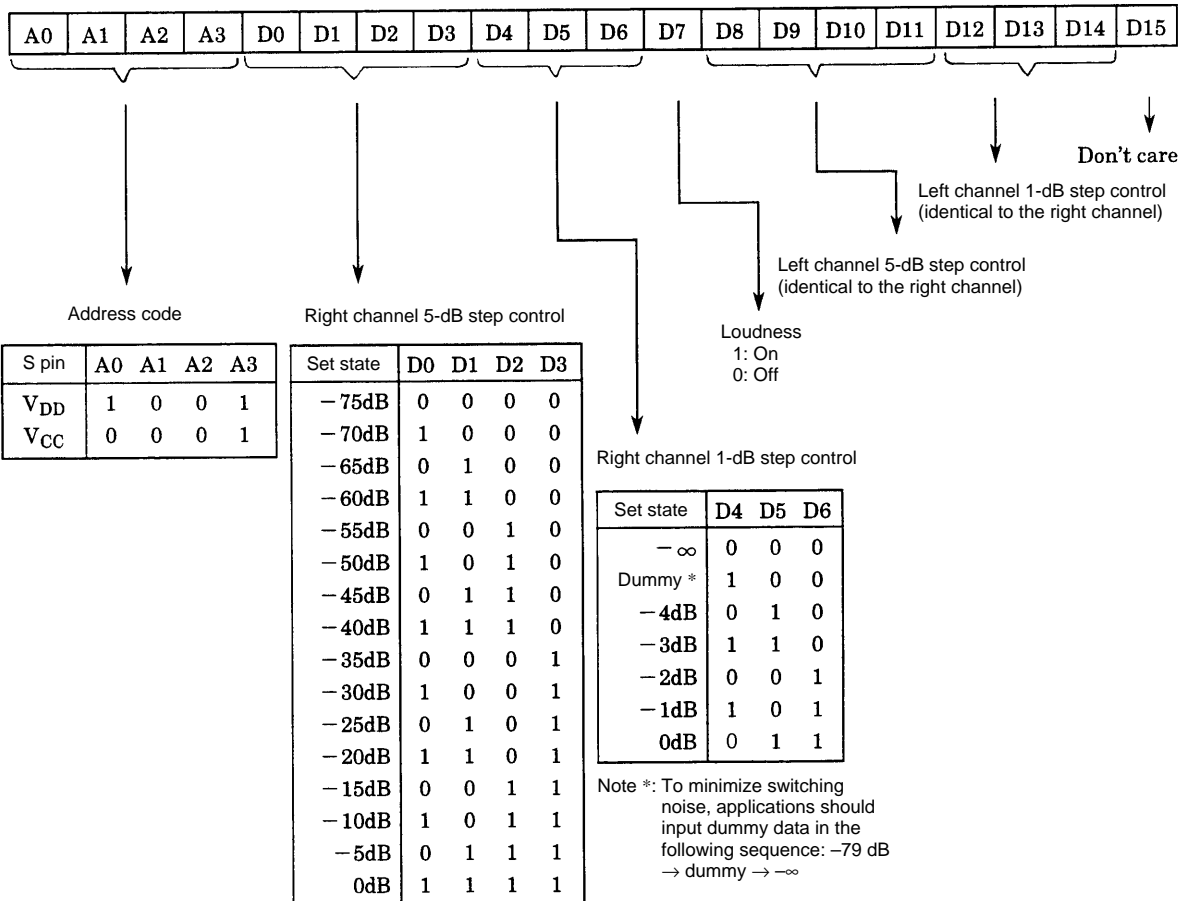 A0 A1 A2 A3 D0 D1 D2 D3 D4 D5 D6 D7 D8 D9 D10 D11 D12 D13 D14 D15
Don't care
Left channel 1-dB step control
(identical to the right channel)
Left channel 5-dB step control
(identical to the right channel)
Loudness
1: On
0: Off
Address code
S pin A0 A1 A2 A3
VDD 1 0 0 1
VCC 0 0 0 1
Right channel 5-dB step control
Set state D0 D1 D2 D3
−75dB 0 0 0 0
−70dB 1 0 0 0
−65dB 0 1 0 0
−60dB 1 1 0 0
−55dB 0 0 1 0
−50dB 1 0 1 0
−45dB 0 1 1 0
−40dB 1 1 1 0
−35dB 0 0 0 1
−30dB 1 0 0 1
−25dB 0 1 0 1
−20dB 1 1 0 1
−15dB 0 0 1 1
−10dB 1 0 1 1
−5dB 0 1 1 1
0dB 1 1 1 1
Right channel 1-dB step control
Set state D4 D5 D6
−∞ 0 0 0
Dummy * 1 0 0
−4dB 0 1 0
−3dB 1 1 0
−2dB 0 0 1
−1dB 1 0 1
0dB 0 1 1
Note *: To minimize switching
noise, applications should
input dummy data in the
following sequence: –79 dB
→ dummy → –∞